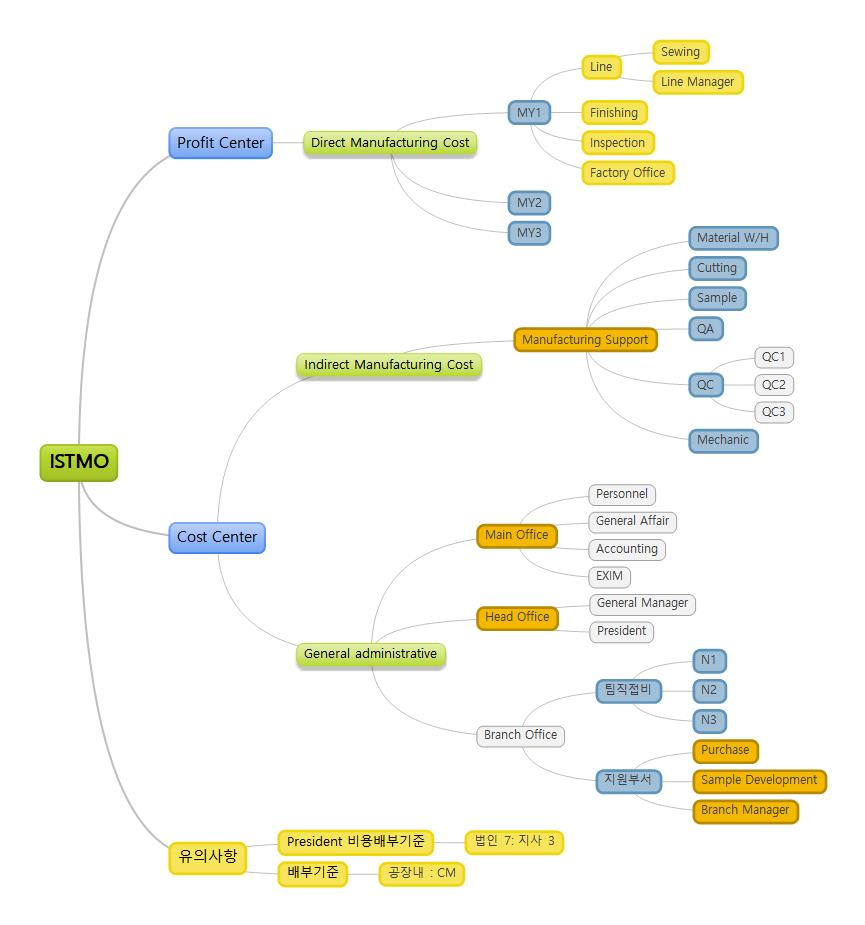 Sewing
Line
Line Manager
MY1
Finishing
Profit Center
Direct Manufacturing Cost
Inspection
Factory Office
MY2
MY3
Material W/H
Cutting
Sample
QA
Manufacturing Support
QC1
Indirect Manufacturing Cost
QC
QC2
QC3
Mechanic
ISTMO
Personnel
General Affair
Main Office
Cost Center
Accounting
EXIM
General Manager
Head Office
President
General administrative
N1
팀직접비
N2
N3
Branch Office
Purchase
지원부서
Sample Development
Branch Manager
President 비용배부기준
법인 7: 지사 3
유의사항
배부기준
공장내 : CM